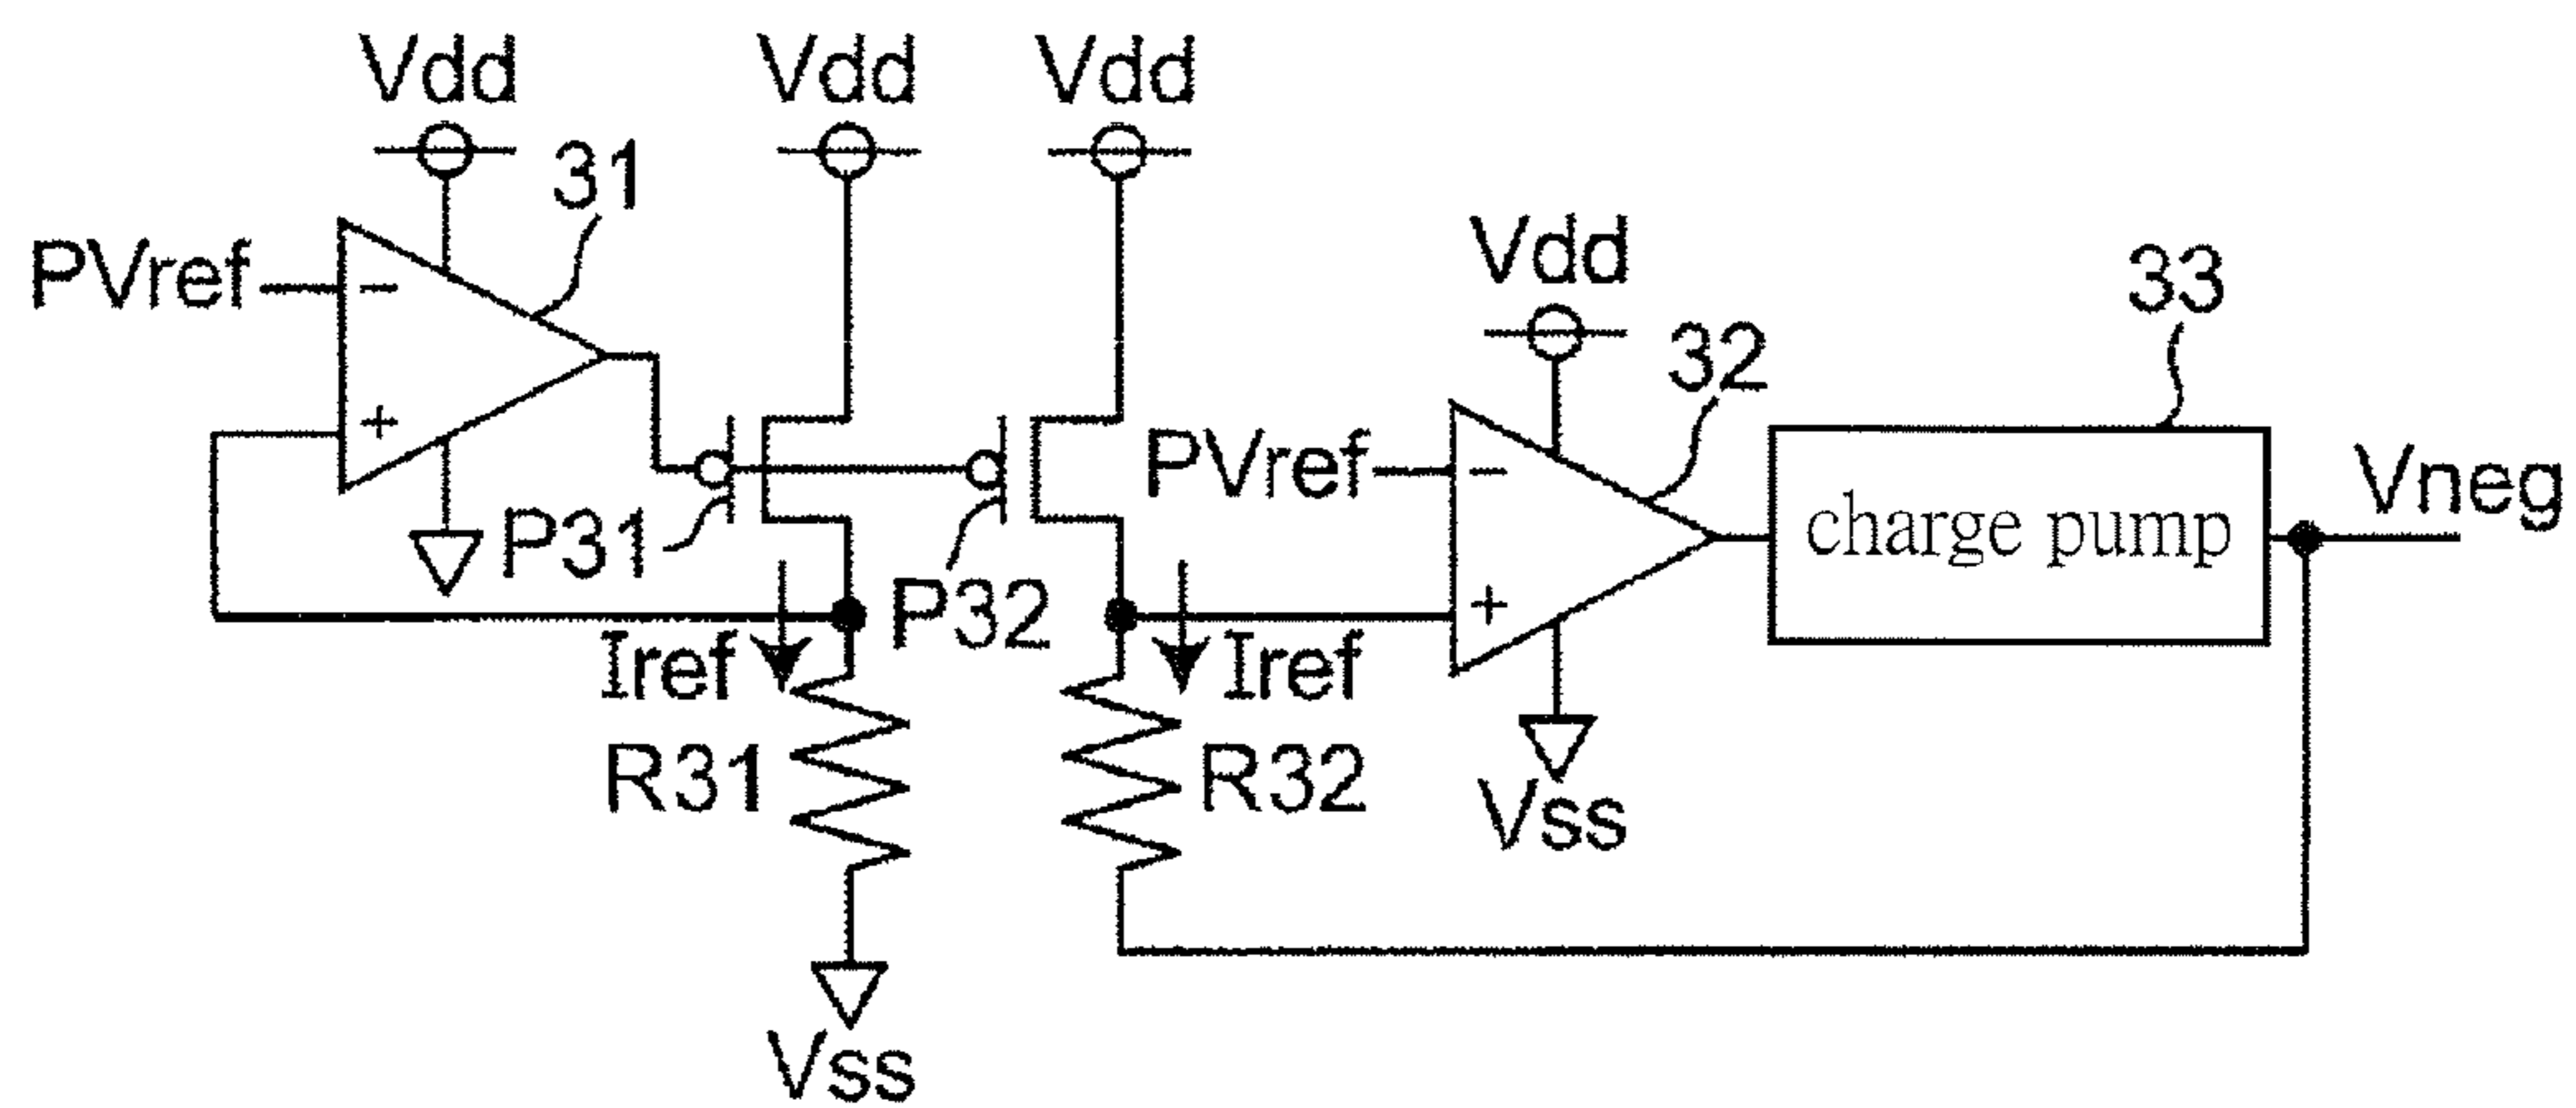 Vdd
Vdd
Vdd
31
PVref
−
+
P31
P32
Iref
R31
Vss
Iref
R32
Vdd
32
PVref
−
+
Vss
33
charge pump
Vneg